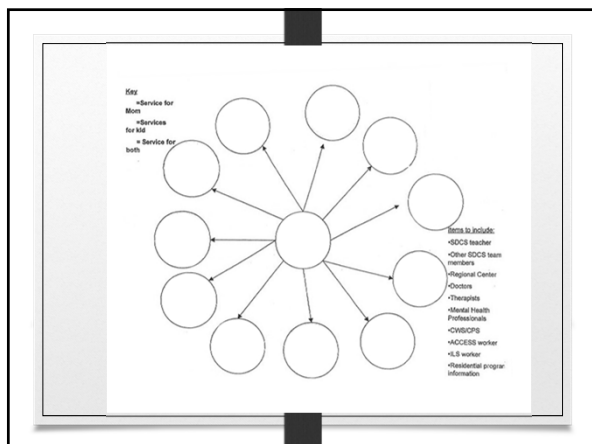 Key
=Service for
Mom
=Services
for kid
= Service for
both
Items to include:
•SDCS teacher
•Other SDCS team
members
•Regional Center
•Doctors
•Therapists
•Mental Health
Professionals
•CWS/CPS
•ACCESS worker
•ILS worker
•Residential program
information